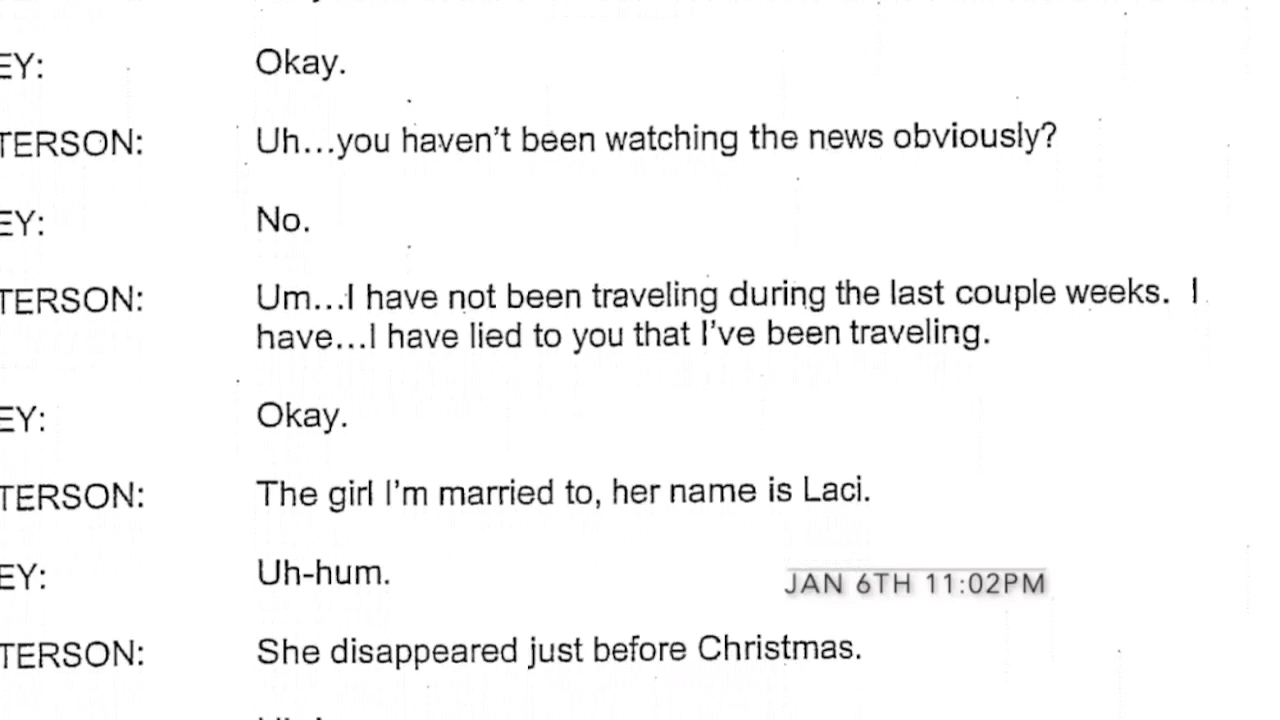 EY: Okay.
TERSON: Uh...you haven't been watching the news obviously?
EY: No.
TERSON: Um...I have not been traveling during the last couple weeks. I
have...I have lied to you that I've been traveling.
EY: Okay.
TERSON: The girl I'm married to, her name is Laci.
EY: Uh-hum.
JAN 6TH 11:02PM
TERSON: She disappeared just before Christmas.